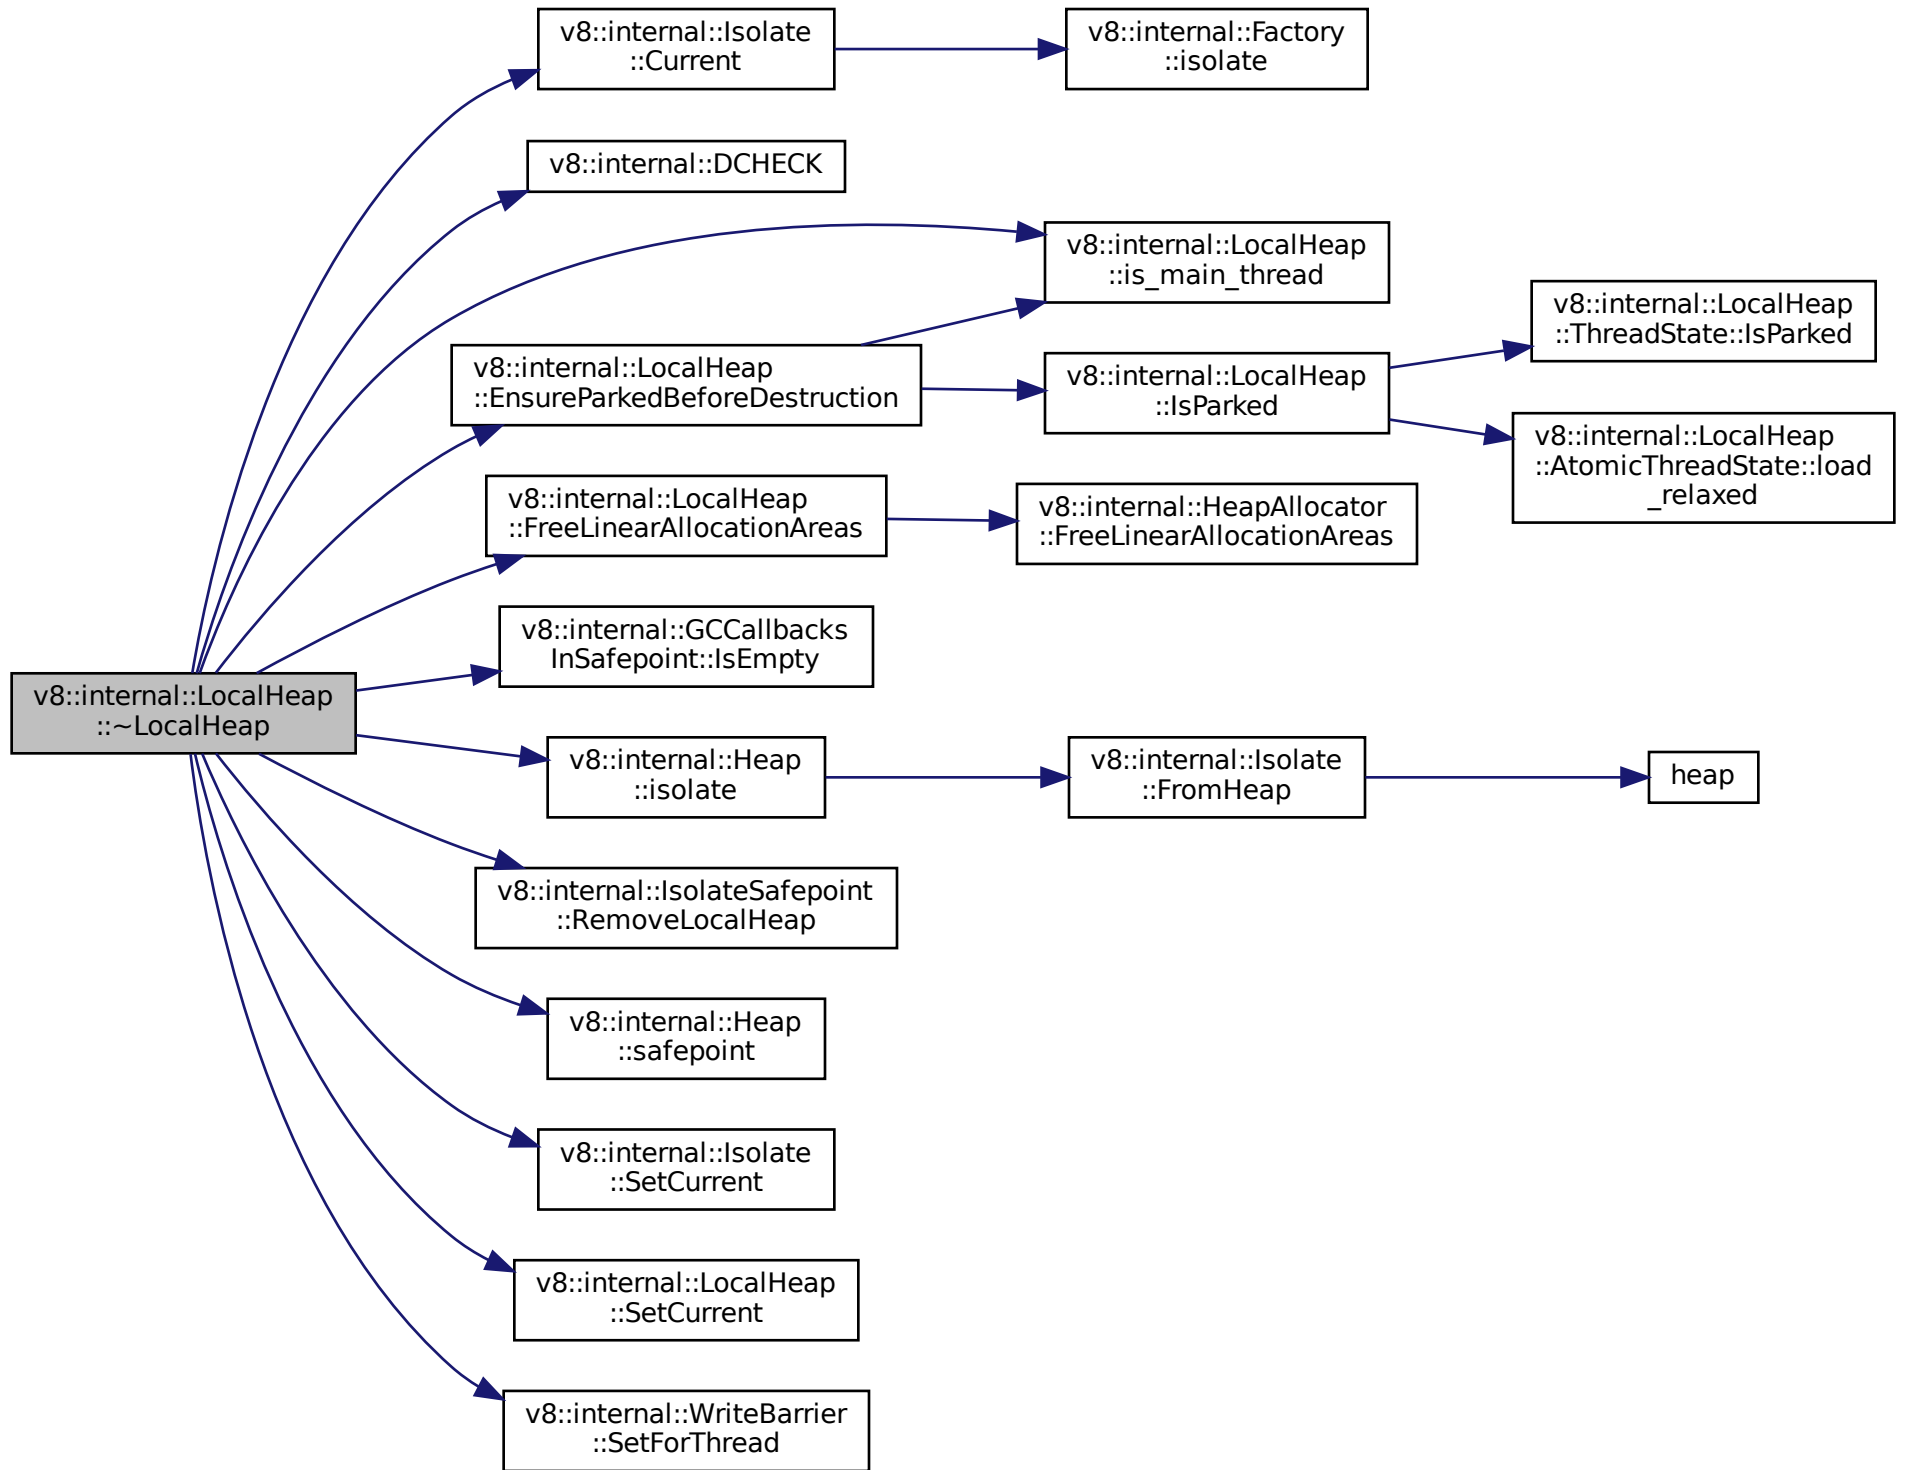 v8::internal::Isolate
::Current
v8::internal::Factory
::isolate
v8::internal::DCHECK
v8::internal::LocalHeap
::is_main_thread
v8::internal::LocalHeap
::ThreadState::IsParked
v8::internal::LocalHeap
::EnsureParkedBeforeDestruction
v8::internal::LocalHeap
::IsParked
v8::internal::LocalHeap
::AtomicThreadState::load
_relaxed
v8::internal::LocalHeap
::FreeLinearAllocationAreas
v8::internal::HeapAllocator
::FreeLinearAllocationAreas
v8::internal::GCCallbacks
InSafepoint::IsEmpty
v8::internal::LocalHeap
::~LocalHeap
v8::internal::Heap
::isolate
v8::internal::Isolate
::FromHeap
heap
v8::internal::IsolateSafepoint
::RemoveLocalHeap
v8::internal::Heap
::safepoint
v8::internal::Isolate
::SetCurrent
v8::internal::LocalHeap
::SetCurrent
v8::internal::WriteBarrier
::SetForThread